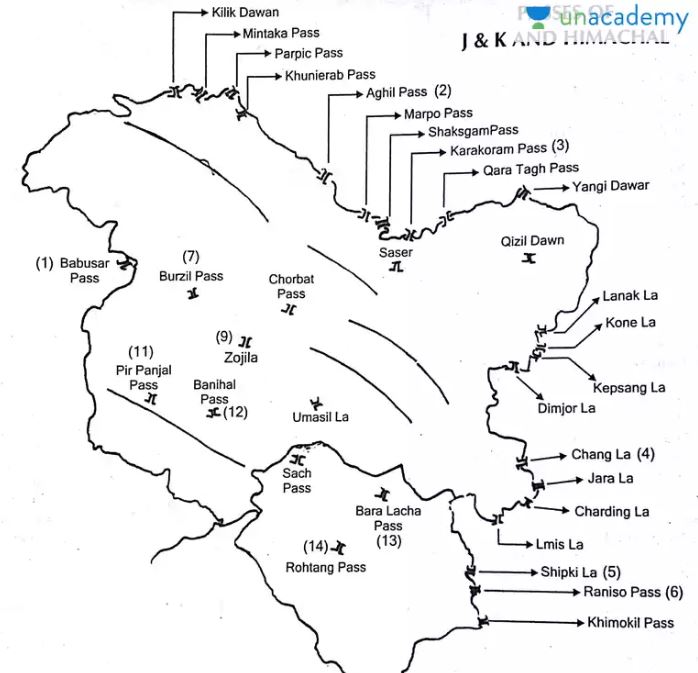 PASSES OF
unacademy
J & K AND HIMACHAL
Kilik Dawan
Mintaka Pass
Parpic Pass
Khunierab Pass
Aghil Pass (2)
Marpo Pass
ShaksgamPass
Karakoram Pass (3)
Qara Tagh Pass
Yangi Dawar
Qizil Dawn
Saser
(1) Babusar
Pass
(7)
Burzil Pass
Chorbat
Pass
Lanak La
Kone La
(9)
Zojila
(11)
Pir Panjal
Pass
Banihal
Pass
(12)
Umasil La
Kepsang La
Dimjor La
Chang La (4)
Sach
Pass
Jara La
Bara Lacha
Pass
(13)
Charding La
(14)
Rohtang Pass
Lmis La
Shipki La (5)
Raniso Pass (6)
Khimokil Pass